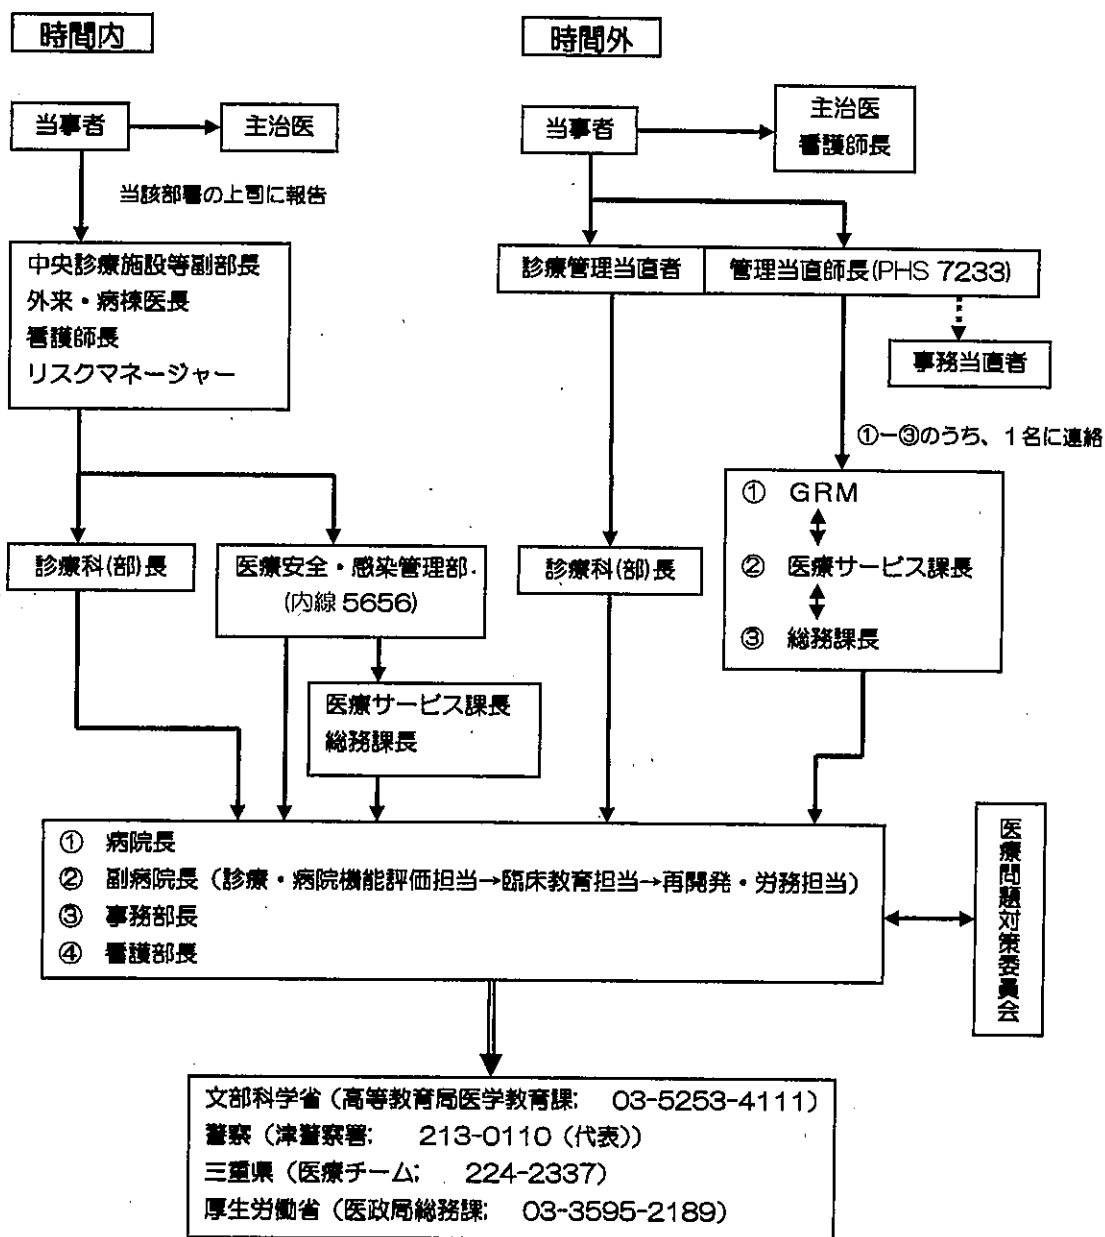 時間内
当事者
主治医
当該部署の上司に報告
中央診療施設等副部長
外来・病棟医長
看護師長
リスクマネージャー
診療科(部)長
医療安全・感染管理部
(内線 5656)
医療サービス課長
総務課長
時間外
当事者
主治医
看護師長
診療管理当直者
管理当直師長(PHS 7233)
事務当直者
①-③のうち、1名に連絡
診療科(部)長
① GRM
② 医療サービス課長
③ 総務課長
① 病院長
② 副病院長(診療・病院機能評価担当→臨床教育担当→再開発・労務担当)
③ 事務部長
④ 看護部長
医療問題対策委員会
文部科学省(高等教育局医学教育課: 03-5253-4111)
警察(津警察署: 213-0110(代表))
三重県(医療チーム: 224-2337)
厚生労働省(医政局総務課: 03-3595-2189)